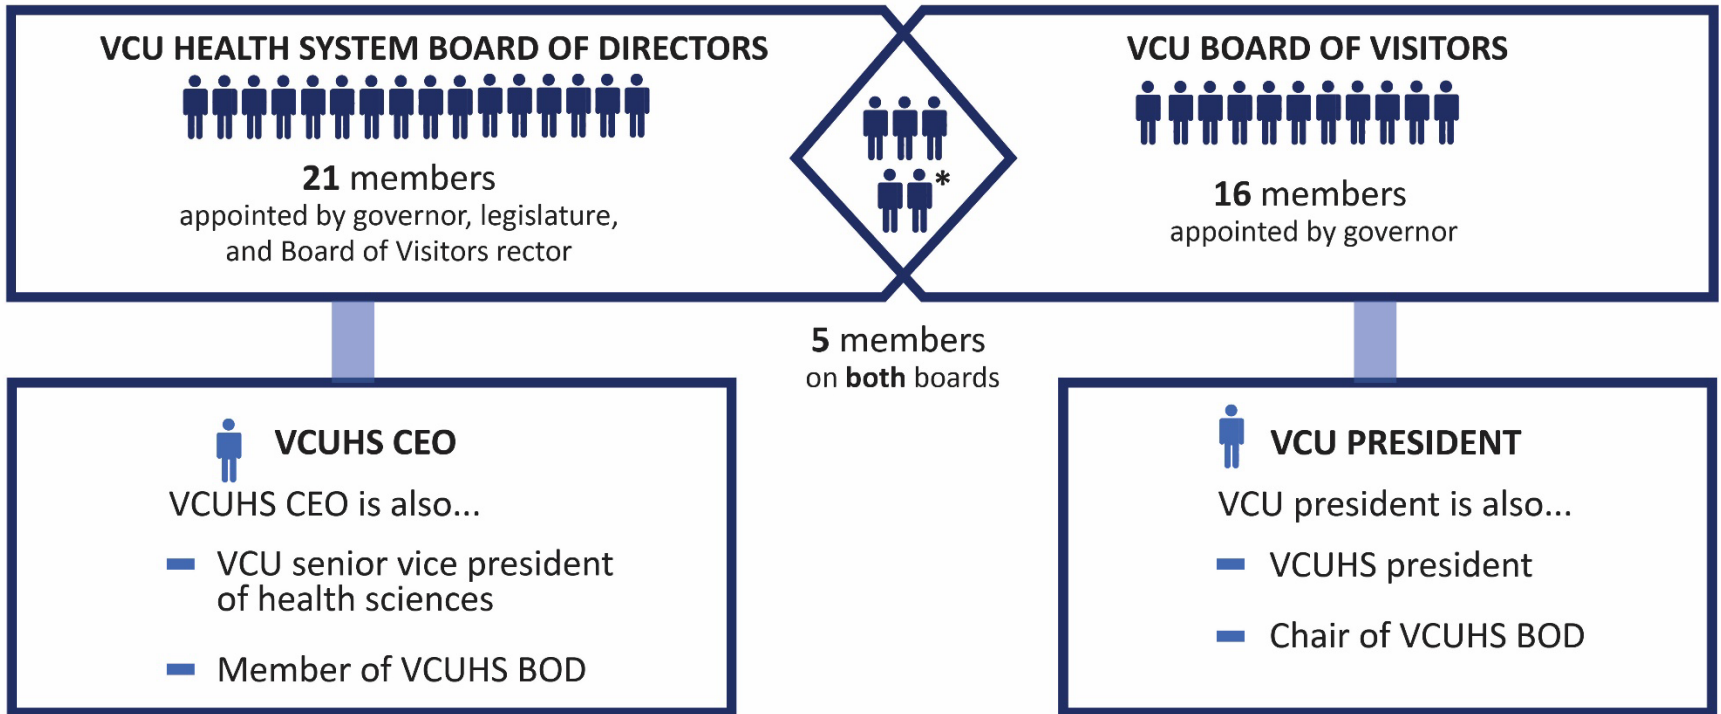 VCU HEALTH SYSTEM BOARD OF DIRECTORS
21 members
appointed by governor, legislature,
and Board of Visitors rector
*
VCU BOARD OF VISITORS
16 members
appointed by governor
5 members
on both boards
VCUHS CEO
VCUHS CEO is also...
VCU senior vice president
of health sciences
Member of VCUHS BOD
VCU PRESIDENT
VCU president is also...
VCUHS president
Chair of VCUHS BOD